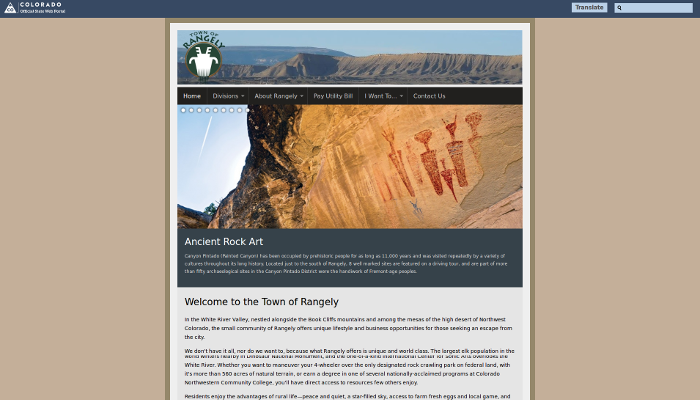 COLORADO
Official State Web Portal
Translate
TOWN OF
RANGELY
Home Divisions About Rangely Pay Utility Bill I Want To... Contact Us
Ancient Rock Art
Canyon Pintado (Painted Canyon) has been occupied by prehistoric people for as long as 11,000 years and was visited repeatedly by a variety of
cultures throughout its long history. Located just to the south of Rangely, 8 well marked sites are featured on a driving tour, and are part of more
than fifty archaeological sites in the Canyon Pintado District were the handiwork of Fremont-age peoples.
Welcome to the Town of Rangely
In the White River Valley, nestled alongside the Book Cliffs mountains and among the mesas of the high desert of Northwest
Colorado, the small community of Rangely offers unique lifestyle and business opportunities for those seeking an escape from
the city.
We don't have it all, nor do we want to, because what Rangely offers is unique and world class. The largest elk population in the
world winters nearby in Dinosaur National Monument, and the one-of-a-kind International Center for Sonic Arts overlooks the
White River. Whether you want to maneuver your 4-wheeler over the only designated rock crawling park on federal land, with
it's more than 560 acres of natural terrain, or earn a degree in one of several nationally-acclaimed programs at Colorado
Northwestern Community College, you'll have direct access to resources few others enjoy.
Residents enjoy the advantages of rural life—peace and quiet, a star-filled sky, access to farm fresh eggs and local game, and